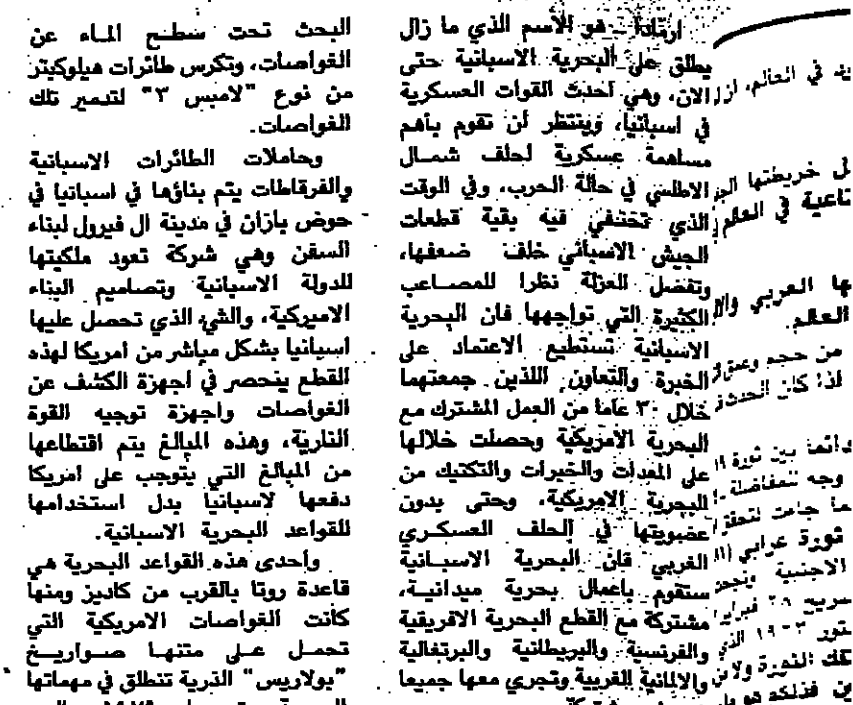 ارتادا - هو الاسم الذي ما زال
يطلق على البحرية الاسبانية حتى
الان، وهي احدث القوات العسكرية
في اسبانيا، وينتظر لن تقوم بأهم
مساهمة عسكرية لحلف شمال
الاطلسي في حالة الحرب، وفي الوقت
الذي تختفي فيه بقية قطعات
الجيش الاسباني خلف ضعفها،
وتفضل العزلة نظرا للمصاعب
الكثيرة التي تواجهها فان البحرية
الاسبانية تستطيع الاعتماد على
الخبرة والتعاون اللذين جمعتهما
خلال ٣٠ عاما من العمل المشترك مع
البحرية الامريكية وحصلت خلالها
على المعدات والخبرات والتكتيك من
البحرية الامريكية، وحتى بدون
عضويتها في الحلف العسكري
الغربي فان البحرية الاسبانية
ستقوم باعمال بحرية ميدانية،
مشتركة مع القطع البحرية الافريقية
والفرنسية والبريطانية والبرتغالية
والالمانية الغربية وتجري معها جميعا
البحث تحت سطح الماء عن
الغواصات، وتكرس طائرات هيلوكبتر
من نوع "لامبس ٣" لتدمير تلك
الغواصات.
وحاملات الطائرات الاسبانية
والفرقاطات يتم بناؤها في اسبانيا في
حوض بازان في مدينة ال فيرول لبناء
السفن وهي شركة تعود ملكيتها
للدولة الاسبانية وتصاميم البناء
الاميركية، والشيء الذي تحصل عليها
اسبانيا بشكل مباشر من امريكا لهذه
القطع ينحصر في اجهزة الكشف عن
الغواصات واجهزة توجيه القوة
النارية، وهذه المبالغ يتم اقتطاعها
من المبالغ التي يتوجب على امريكا
دفعها لاسبانيا بدل استخدامها
للقواعد البحرية الاسبانية.
واحدى هذه القواعد البحرية هي
قاعدة روتا بالقرب من كاديز ومنها
كانت الغواصات الامريكية التي
تحمل على متنها صواريخ
"بولاريس" الذرية تنطلق في مهماتها